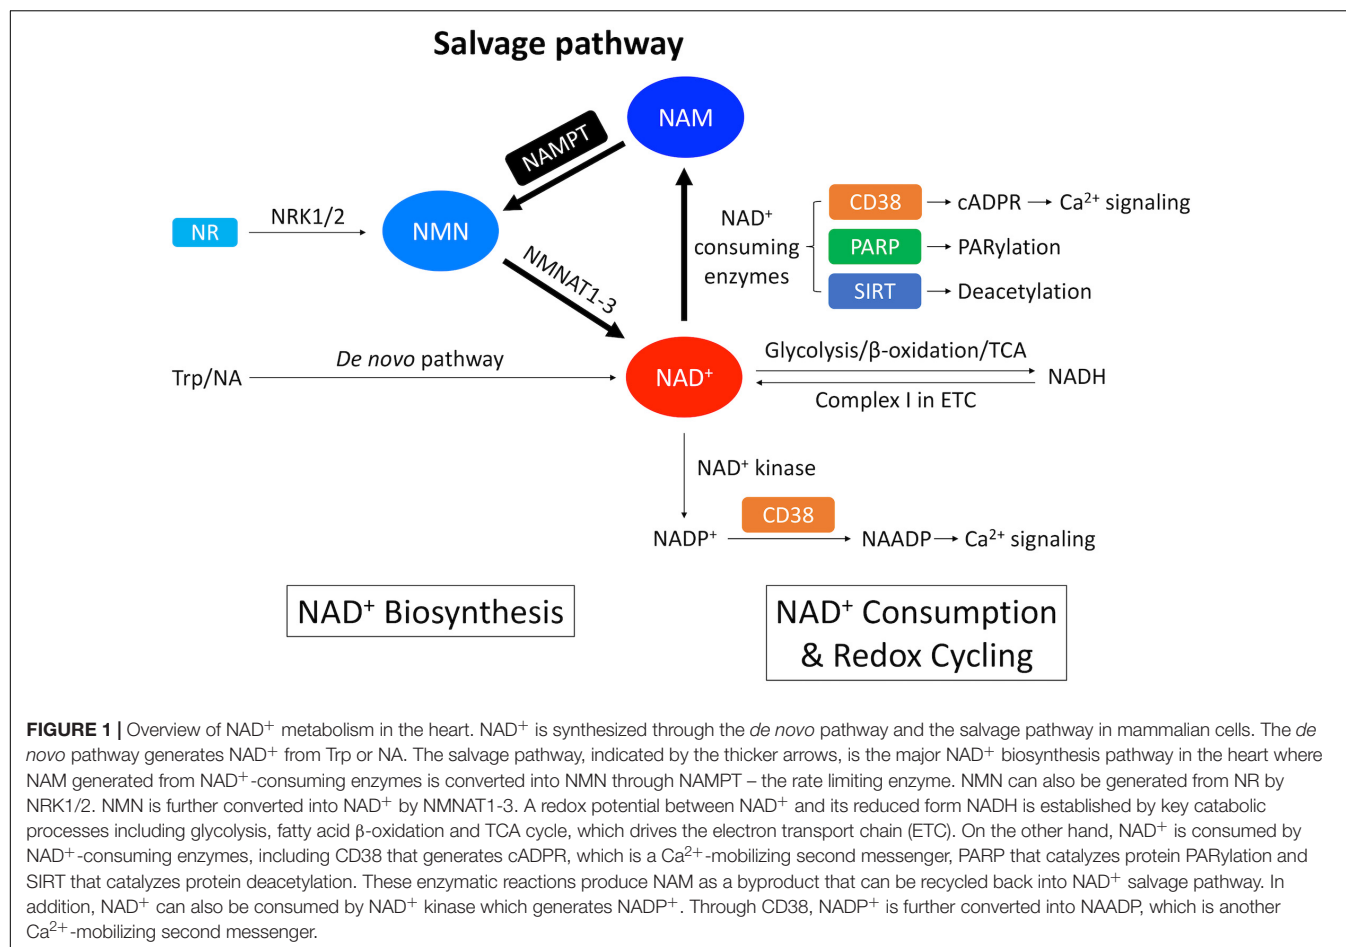 Salvage pathway
NAM
NAMPT
NR
NRK1/2
NMN
NMNAT1-3
NAD⁺
consuming
enzymes
CD38
cADPR
Ca²⁺ signaling
PARP
PARylation
SIRT
Deacetylation
Trp/NA
De novo pathway
NAD⁺
Glycolysis/β-oxidation/TCA
Complex I in ETC
NADH
NAD⁺ kinase
NADP⁺
CD38
NAADP
Ca²⁺ signaling
NAD⁺ Biosynthesis
NAD⁺ Consumption
& Redox Cycling
FIGURE 1 | Overview of NAD⁺ metabolism in the heart. NAD⁺ is synthesized through the de novo pathway and the salvage pathway in mammalian cells. The de
novo pathway generates NAD⁺ from Trp or NA. The salvage pathway, indicated by the thicker arrows, is the major NAD⁺ biosynthesis pathway in the heart where
NAM generated from NAD⁺-consuming enzymes is converted into NMN through NAMPT – the rate limiting enzyme. NMN can also be generated from NR by
NRK1/2. NMN is further converted into NAD⁺ by NMNAT1-3. A redox potential between NAD⁺ and its reduced form NADH is established by key catabolic
processes including glycolysis, fatty acid β-oxidation and TCA cycle, which drives the electron transport chain (ETC). On the other hand, NAD⁺ is consumed by
NAD⁺-consuming enzymes, including CD38 that generates cADPR, which is a Ca²⁺-mobilizing second messenger, PARP that catalyzes protein PARylation and
SIRT that catalyzes protein deacetylation. These enzymatic reactions produce NAM as a byproduct that can be recycled back into NAD⁺ salvage pathway. In
addition, NAD⁺ can also be consumed by NAD⁺ kinase which generates NADP⁺. Through CD38, NADP⁺ is further converted into NAADP, which is another
Ca²⁺-mobilizing second messenger.